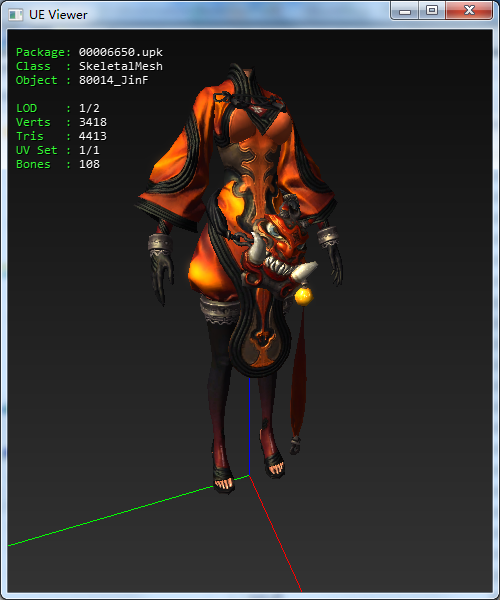 UE Viewer
Package: 00006650.upk
Class  : SkeletalMesh
Object : 80014_JinF
LOD    : 1/2
Verts  : 3418
Tris   : 4413
UV Set : 1/1
Bones  : 108